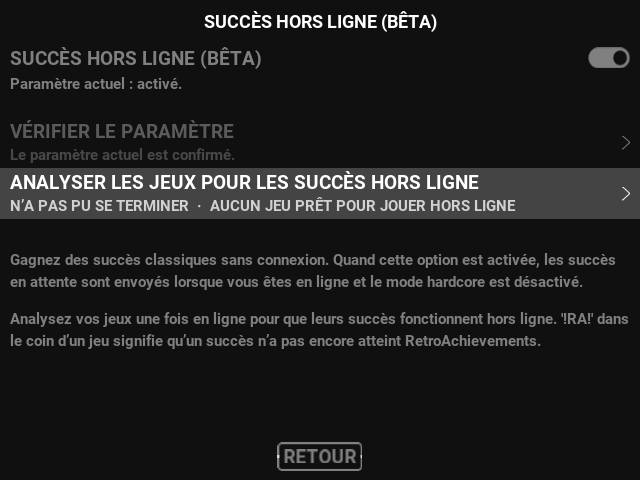 SUCCÈS HORS LIGNE (BÊTA)
SUCCÈS HORS LIGNE (BÊTA)
Paramètre actuel : activé.
VÉRIFIER LE PARAMÈTRE
Le paramètre actuel est confirmé.
ANALYSER LES JEUX POUR LES SUCCÈS HORS LIGNE
N’A PAS PU SE TERMINER · AUCUN JEU PRÊT POUR JOUER HORS LIGNE
Gagnez des succès classiques sans connexion. Quand cette option est activée, les succès
en attente sont envoyés lorsque vous êtes en ligne et le mode hardcore est désactivé.
Analysez vos jeux une fois en ligne pour que leurs succès fonctionnent hors ligne. '!RA!' dans
le coin d’un jeu signifie qu’un succès n’a pas encore atteint RetroAchievements.
RETOUR